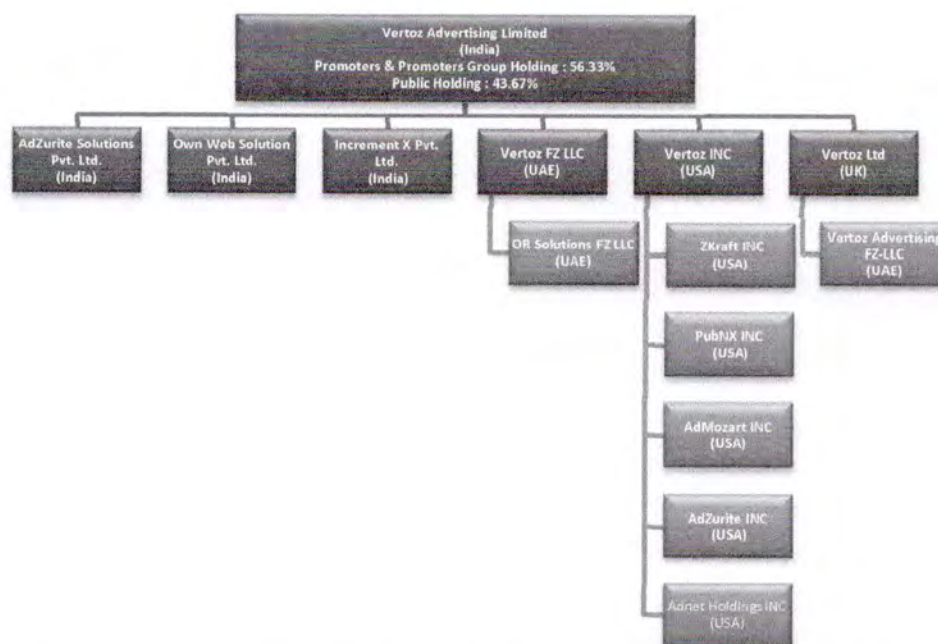 Vertoz Advertising Limited
(India)
Promoters & Promoters Group Holding : 56.33%
Public Holding : 43.67%
AdZurite Solutions
Pvt. Ltd.
(India)
Own Web Solution
Pvt. Ltd.
(India)
Increment X Pvt.
Ltd.
(India)
Vertoz FZ LLC
(UAE)
Vertoz INC
(USA)
Vertoz Ltd
(UK)
OR Solutions FZ LLC
(UAE)
ZKraft INC
(USA)
Vertoz Advertising
FZ-LLC
(UAE)
PubNX INC
(USA)
AdMozart INC
(USA)
AdZurite INC
(USA)
Adnet Holdings INC
(USA)